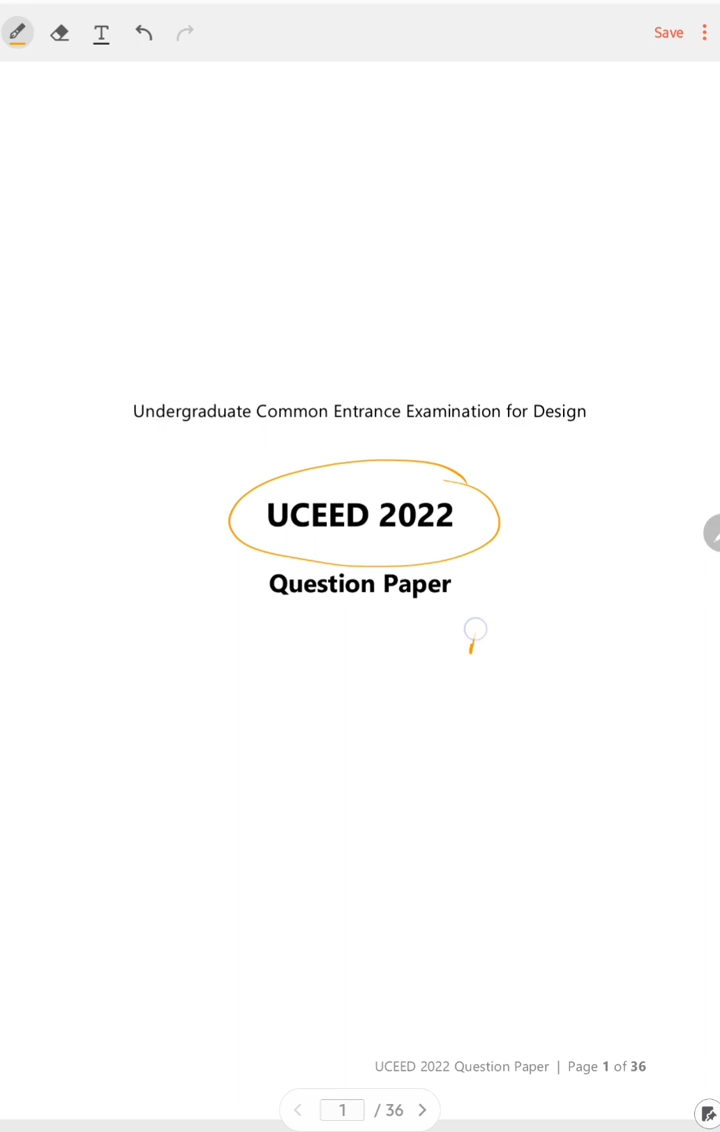 T
Save
Undergraduate Common Entrance Examination for Design
UCEED 2022
Question Paper
UCEED 2022 Question Paper | Page 1 of 36
1 / 36